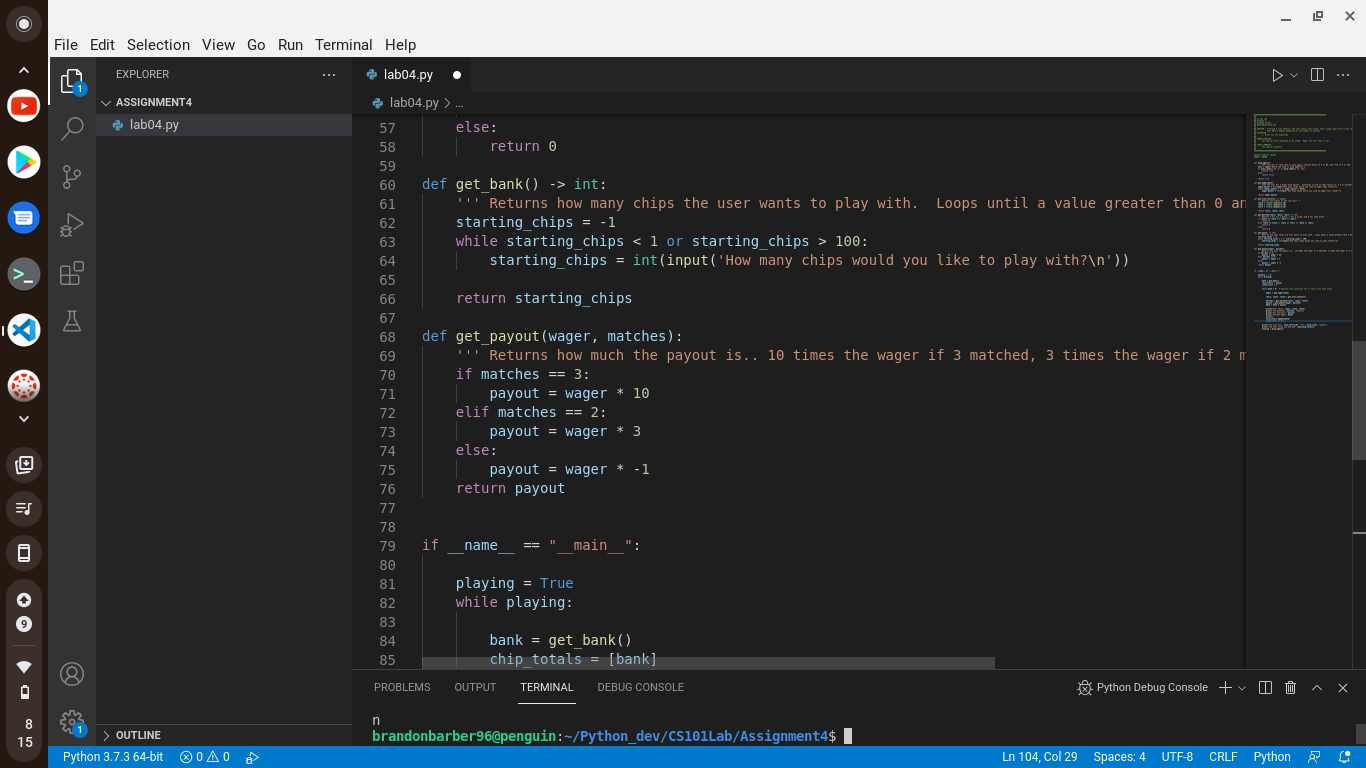 File Edit Selection View Go Run Terminal Help
EXPLORER
ASSIGNMENT4
lab04.py
OUTLINE
lab04.py
lab04.py > ...
57 else:
58 return 0
59
60 def get_bank() -> int:
61 ''' Returns how many chips the user wants to play with.  Loops until a value greater than 0 an
62 starting_chips = -1
63 while starting_chips < 1 or starting_chips > 100:
64 starting_chips = int(input('How many chips would you like to play with?\n'))
65
66 return starting_chips
67
68 def get_payout(wager, matches):
69 ''' Returns how much the payout is.. 10 times the wager if 3 matched, 3 times the wager if 2 m
70 if matches == 3:
71 payout = wager * 10
72 elif matches == 2:
73 payout = wager * 3
74 else:
75 payout = wager * -1
76 return payout
77
78
79 if __name__ == "__main__":
80
81 playing = True
82 while playing:
83
84 bank = get_bank()
85 chip_totals = [bank]
PROBLEMS OUTPUT TERMINAL DEBUG CONSOLE Python Debug Console
n
brandonbarber96@penguin:~/Python_dev/CS101Lab/Assignment4$
1
1
9
8
15
Python 3.7.3 64-bit 0 0 Ln 104, Col 29 Spaces: 4 UTF-8 CRLF Python